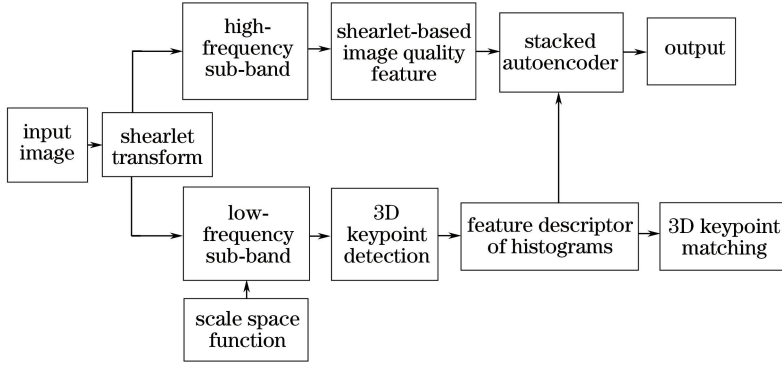 high-
frequency
sub-band
shearlet-based
image quality
feature
stacked
autoencoder
output
input
image
shearlet
transform
low-
frequency
sub-band
3D
keypoint
detection
feature descriptor
of histograms
3D keypoint
matching
scale space
function